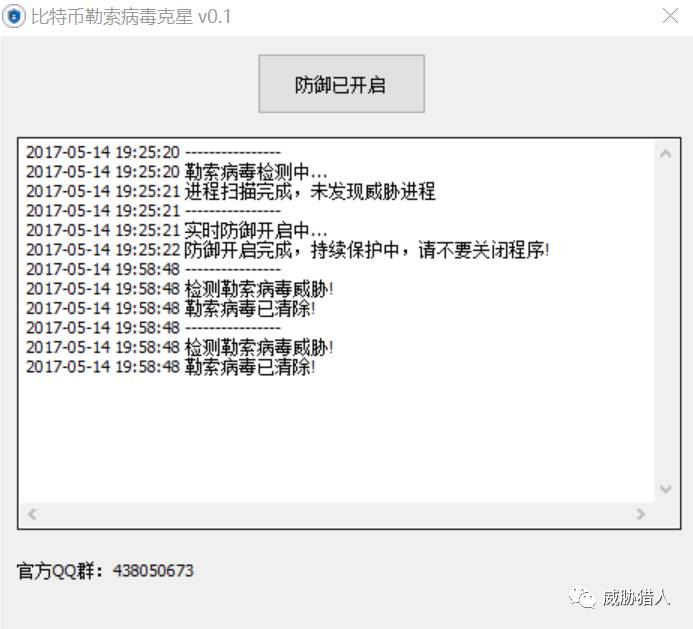 比特币勒索病毒克星 v0.1
防御已开启
2017-05-14 19:25:20 ----------------
2017-05-14 19:25:20 勒索病毒检测中...
2017-05-14 19:25:21 进程扫描完成，未发现威胁进程
2017-05-14 19:25:21 ----------------
2017-05-14 19:25:21 实时防御开启中...
2017-05-14 19:25:22 防御开启完成，持续保护中，请不要关闭程序!
2017-05-14 19:58:48 ----------------
2017-05-14 19:58:48 检测勒索病毒威胁!
2017-05-14 19:58:48 勒索病毒已清除!
2017-05-14 19:58:48 ----------------
2017-05-14 19:58:48 检测勒索病毒威胁!
2017-05-14 19:58:48 勒索病毒已清除!
官方QQ群：438050673
威胁猎人